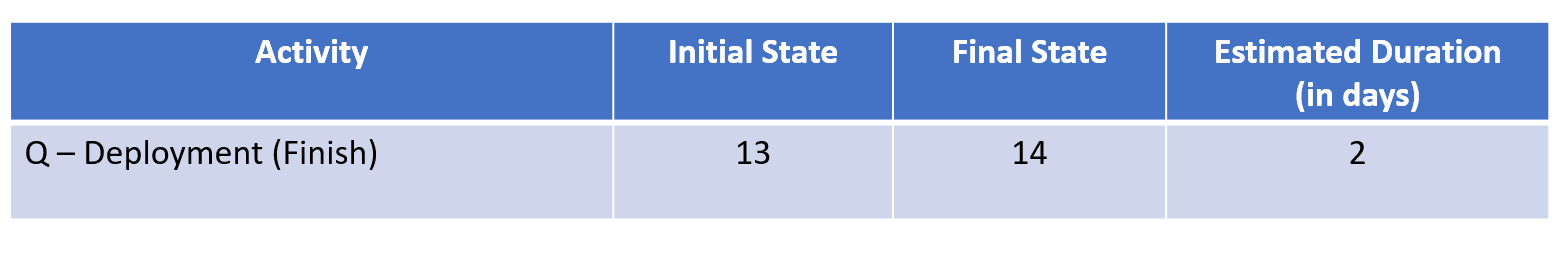 Activity Initial State Final State Estimated Duration
(in days)
Q – Deployment (Finish) 13 14 2